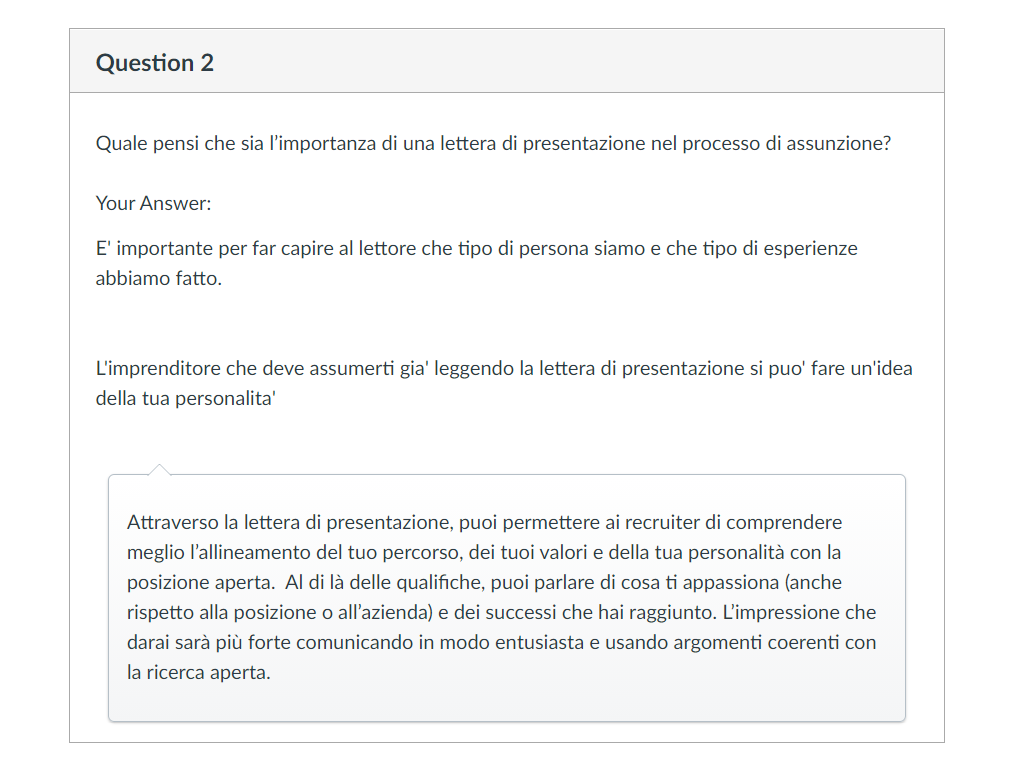 Question 2
Quale pensi che sia l’importanza di una lettera di presentazione nel processo di assunzione?
Your Answer:
E' importante per far capire al lettore che tipo di persona siamo e che tipo di esperienze
abbiamo fatto.
L'imprenditore che deve assumerti gia' leggendo la lettera di presentazione si puo' fare un'idea
della tua personalita'
Attraverso la lettera di presentazione, puoi permettere ai recruiter di comprendere
meglio l’allineamento del tuo percorso, dei tuoi valori e della tua personalità con la
posizione aperta.  Al di là delle qualifiche, puoi parlare di cosa ti appassiona (anche
rispetto alla posizione o all’azienda) e dei successi che hai raggiunto. L’impressione che
darai sarà più forte comunicando in modo entusiasta e usando argomenti coerenti con
la ricerca aperta.